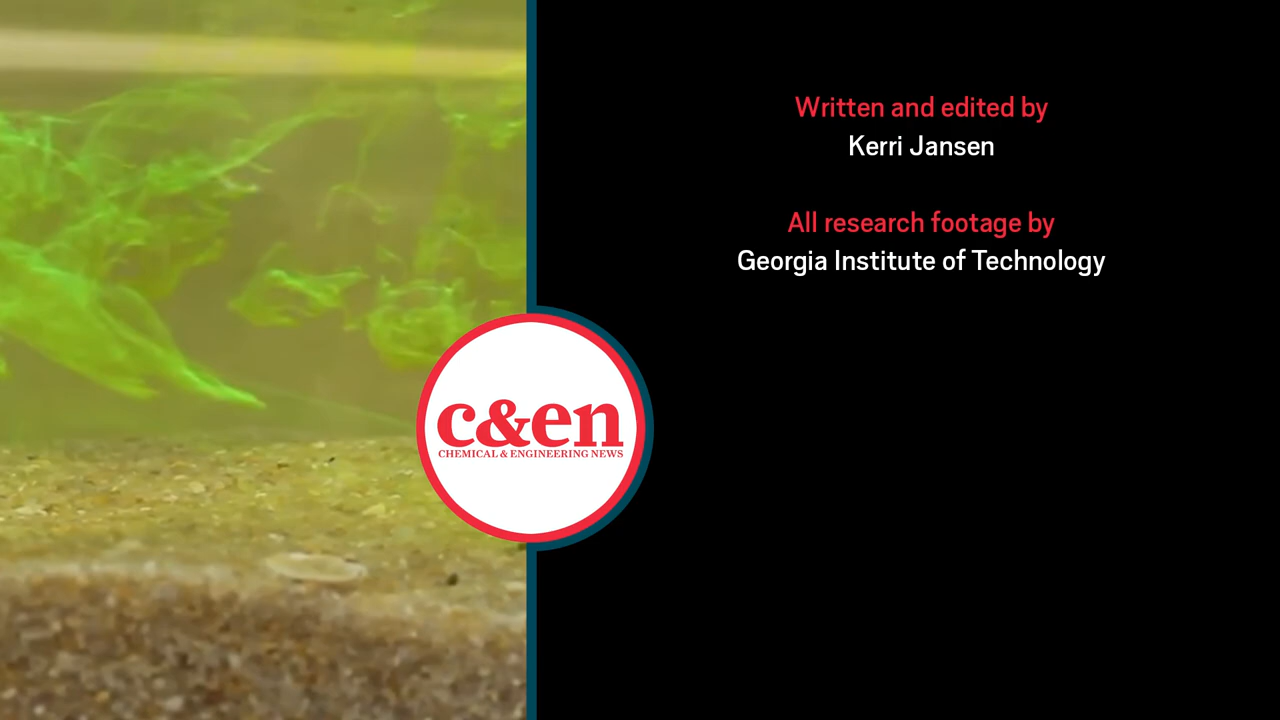 Written and edited by
Kerri Jansen
All research footage by
Georgia Institute of Technology
c&en
CHEMICAL & ENGINEERING NEWS